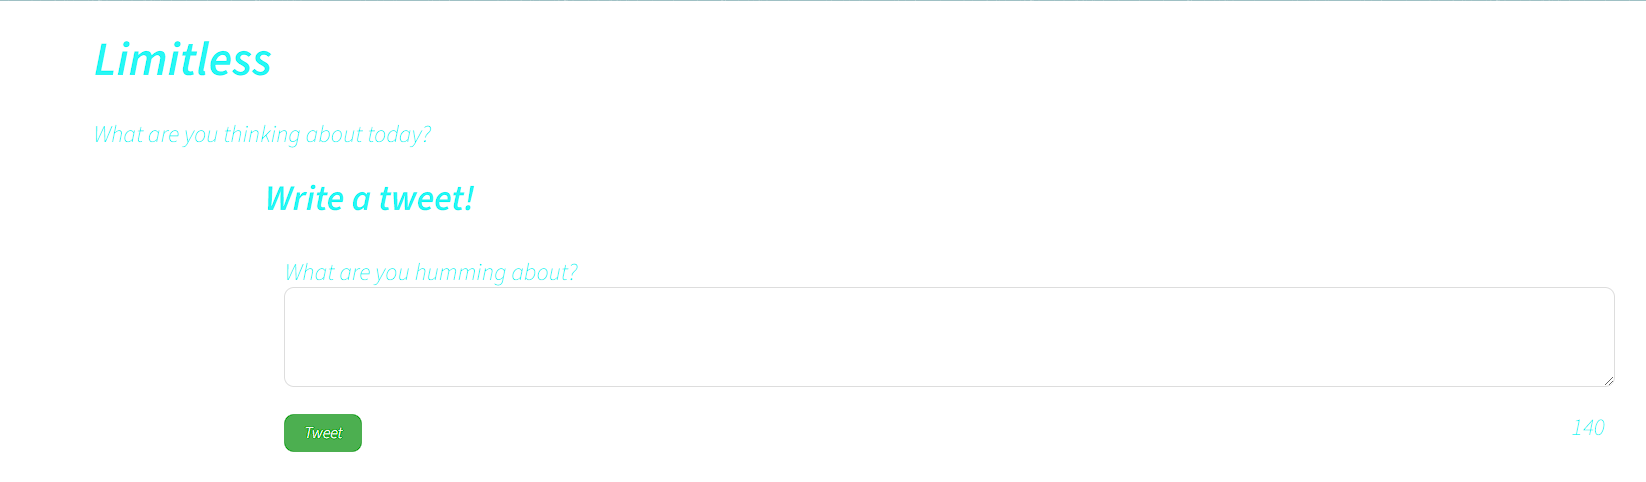 Limitless
What are you thinking about today?
Write a tweet!
What are you humming about?
Tweet
140